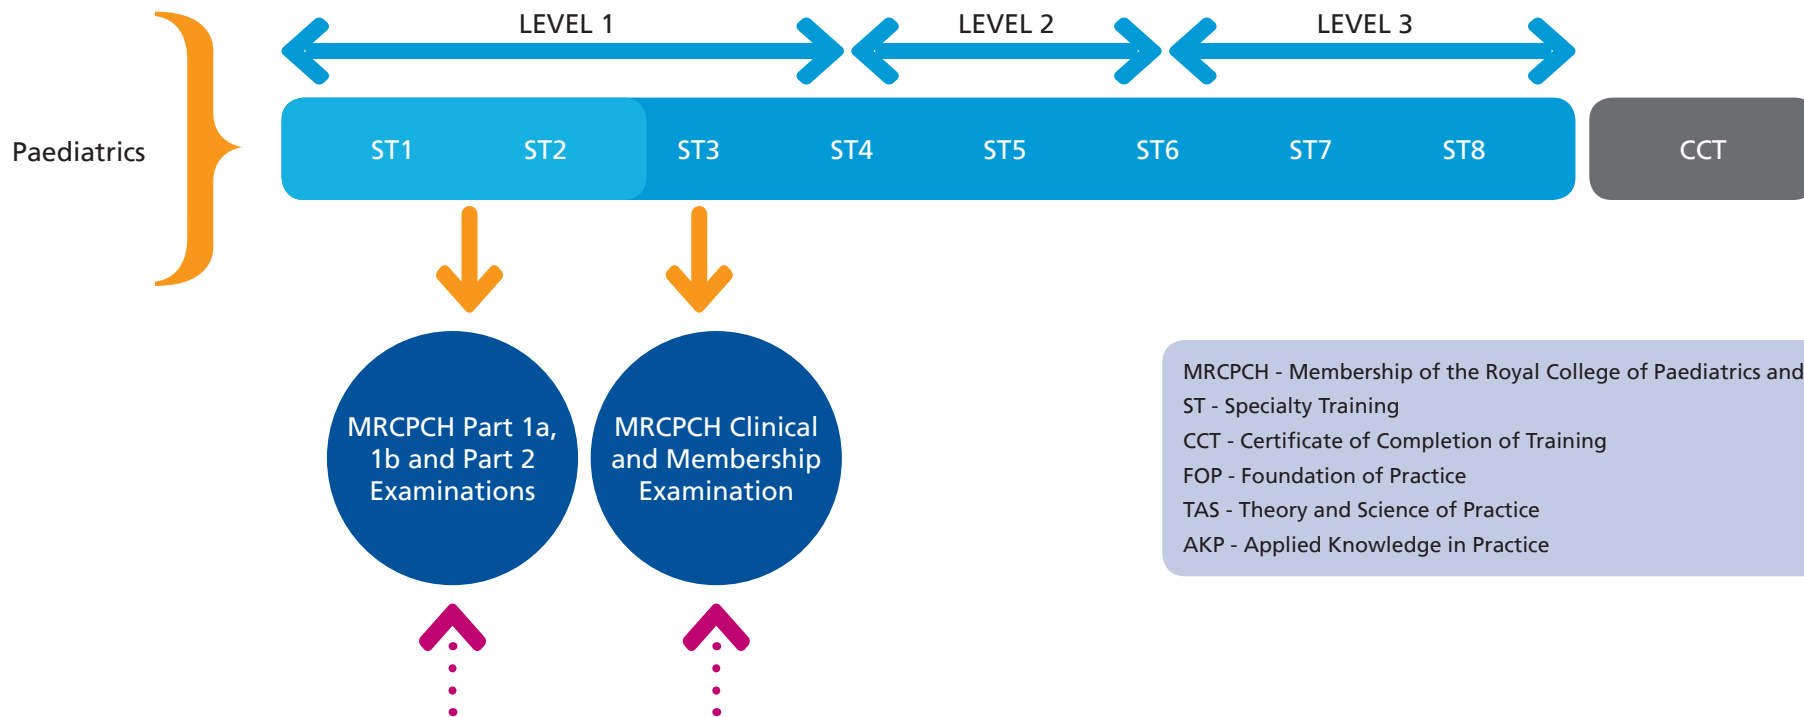 LEVEL 1 LEVEL 2 LEVEL 3
Paediatrics ST1 ST2 ST3 ST4 ST5 ST6 ST7 ST8 CCT
MRCPCH Part 1a,
1b and Part 2
Examinations
MRCPCH Clinical
and Membership
Examination
MRCPCH - Membership of the Royal College of Paediatrics and
ST - Specialty Training
CCT - Certificate of Completion of Training
FOP - Foundation of Practice
TAS - Theory and Science of Practice
AKP - Applied Knowledge in Practice